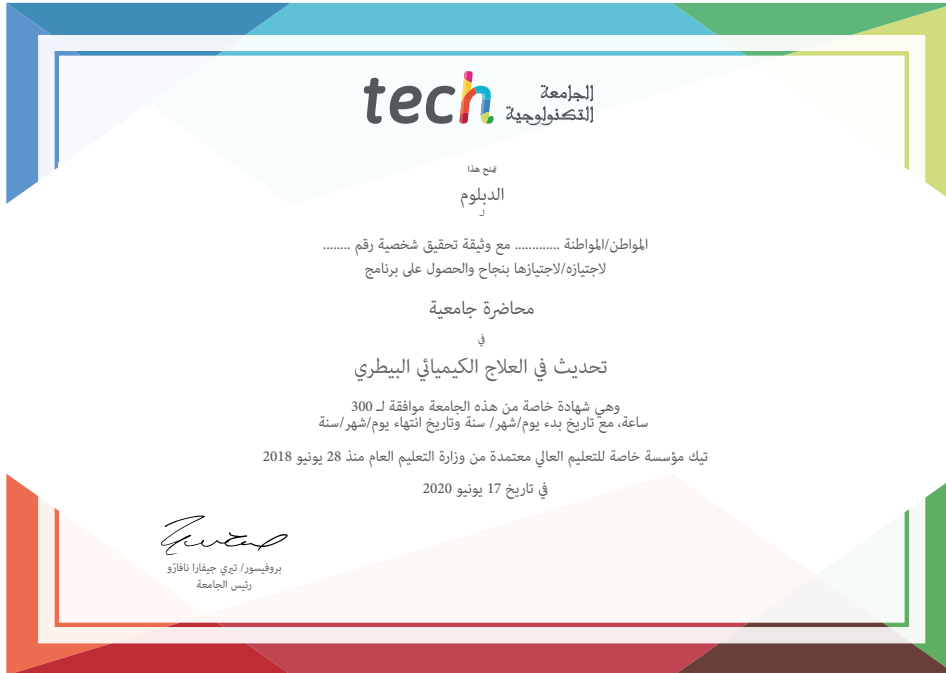 tech الجامعة
التكنولوجية
تمنح هذا
الدبلوم
لـ
المواطن/المواطنة ............. مع وثيقة تحقيق شخصية رقم ........
لاجتيازه/لاجتيازها بنجاح والحصول على برنامج
محاضرة جامعية
في
تحديث في العلاج الكيميائي البيطري
وهي شهادة خاصة من هذه الجامعة موافقة لـ 300
ساعة، مع تاريخ بدء يوم/شهر/ سنة وتاريخ انتهاء يوم/شهر/سنة
تيك مؤسسة خاصة للتعليم العالي معتمدة من وزارة التعليم العام منذ 28 يونيو 2018
في تاريخ 17 يونيو 2020
بروفيسور/ تيري جيفارا نافارّو
رئيس الجامعة